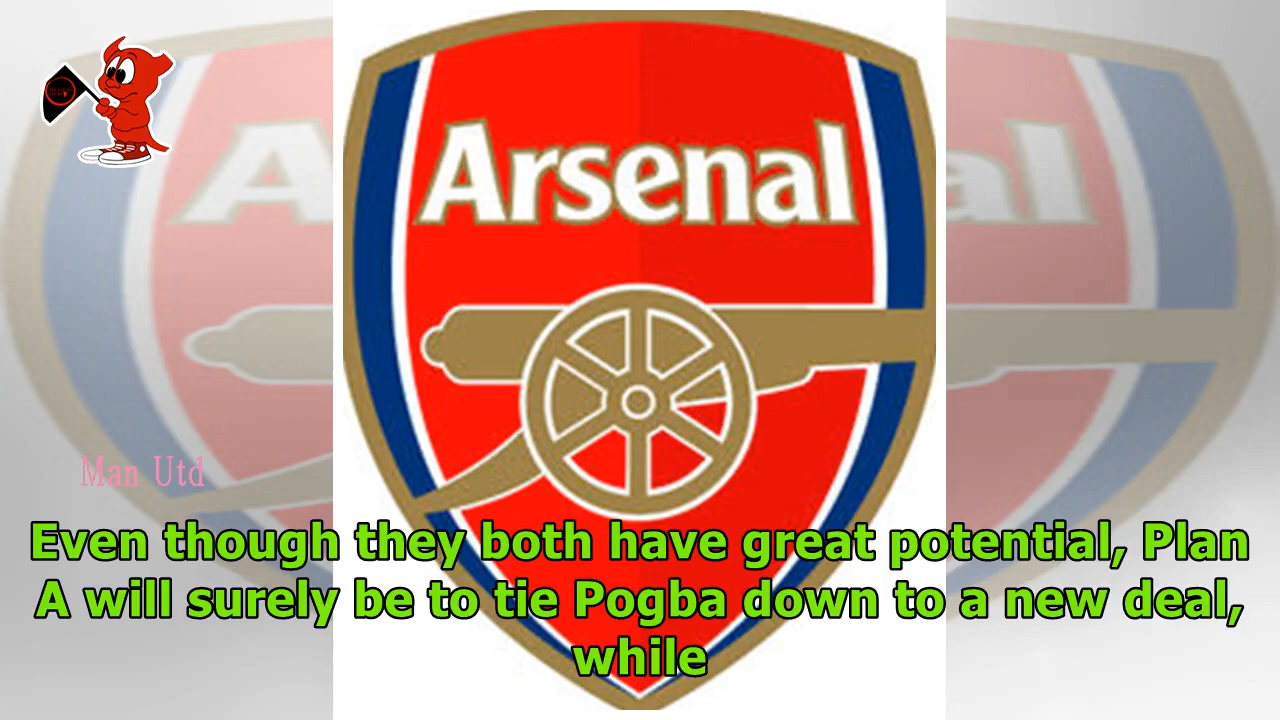 Arsenal
A
al
Man Utd
Even though they both have great potential, Plan
A will surely be to tie Pogba down to a new deal,
while